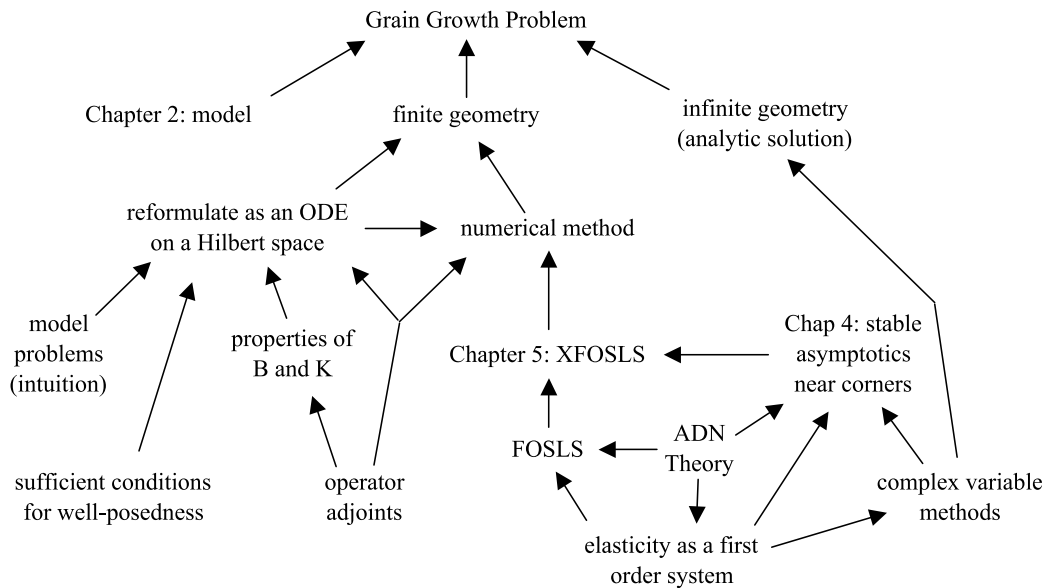 Grain Growth Problem
Chapter 2: model
finite geometry
infinite geometry
(analytic solution)
reformulate as an ODE
on a Hilbert space
numerical method
model
problems
(intuition)
properties of
B and K
Chapter 5: XFOSLS
Chap 4: stable
asymptotics
near corners
sufficient conditions
for well-posedness
operator
adjoints
FOSLS
ADN
Theory
complex variable
methods
elasticity as a first
order system